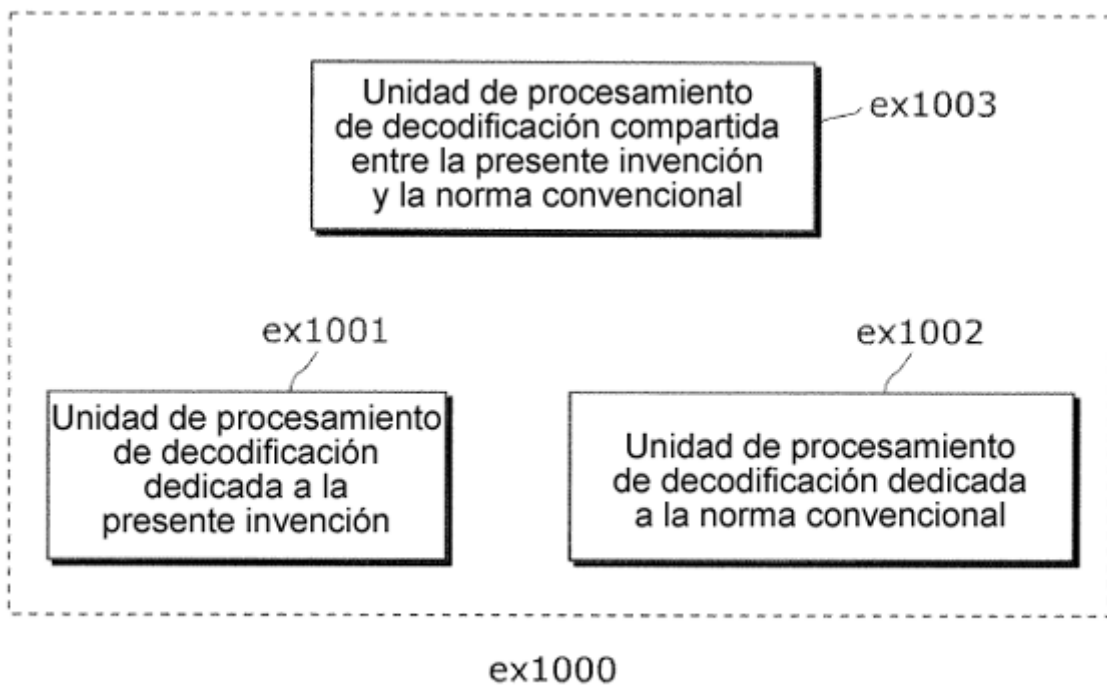 Unidad de procesamiento
de decodificación compartida
entre la presente invención
y la norma convencional
ex1003
ex1001
ex1002
Unidad de procesamiento
de decodificación
dedicada a la
presente invención
Unidad de procesamiento
de decodificación dedicada
a la norma convencional
ex1000